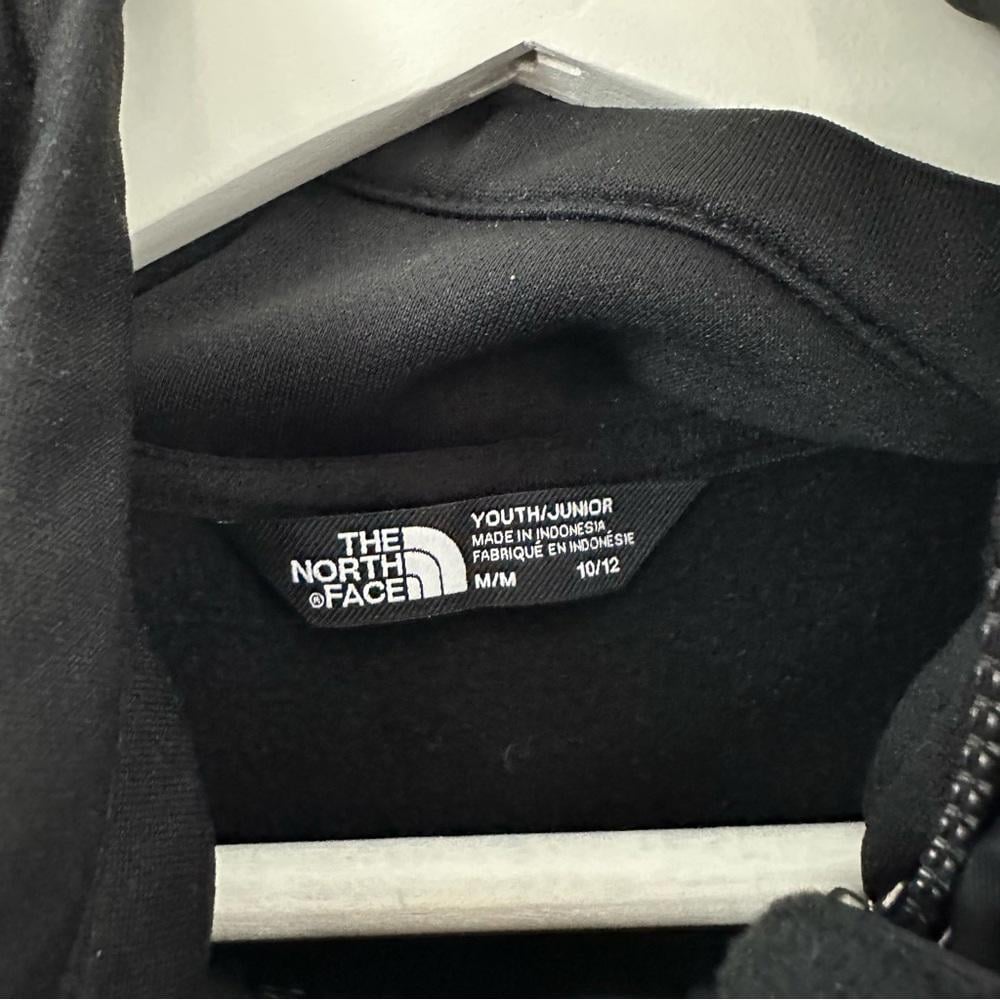 THE
NORTH
®FACE
YOUTH/JUNIOR
MADE IN INDONESIA
FABRIQUÉ EN INDONÉSIE
M/M 10/12